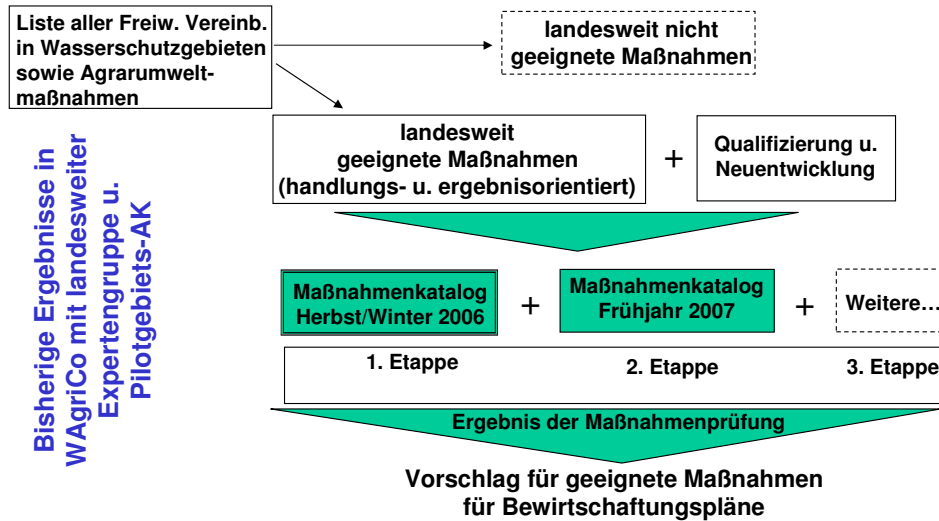 Liste aller Freiw. Vereinb.
in Wasserschutzgebieten
sowie Agrarumwelt-
maßnahmen
landesweit nicht
geeignete Maßnahmen
landesweit
geeignete Maßnahmen
(handlungs- u. ergebnisorientiert)
+
Qualifizierung u.
Neuentwicklung
Bisherige Ergebnisse in
WAgriCo mit landesweiter
Expertengruppe u.
Pilotgebiets-AK
Maßnahmenkatalog
Herbst/Winter 2006
+
Maßnahmenkatalog
Frühjahr 2007
+
Weitere…
1. Etappe
2. Etappe
3. Etappe
Ergebnis der Maßnahmenprüfung
Vorschlag für geeignete Maßnahmen
für Bewirtschaftungspläne